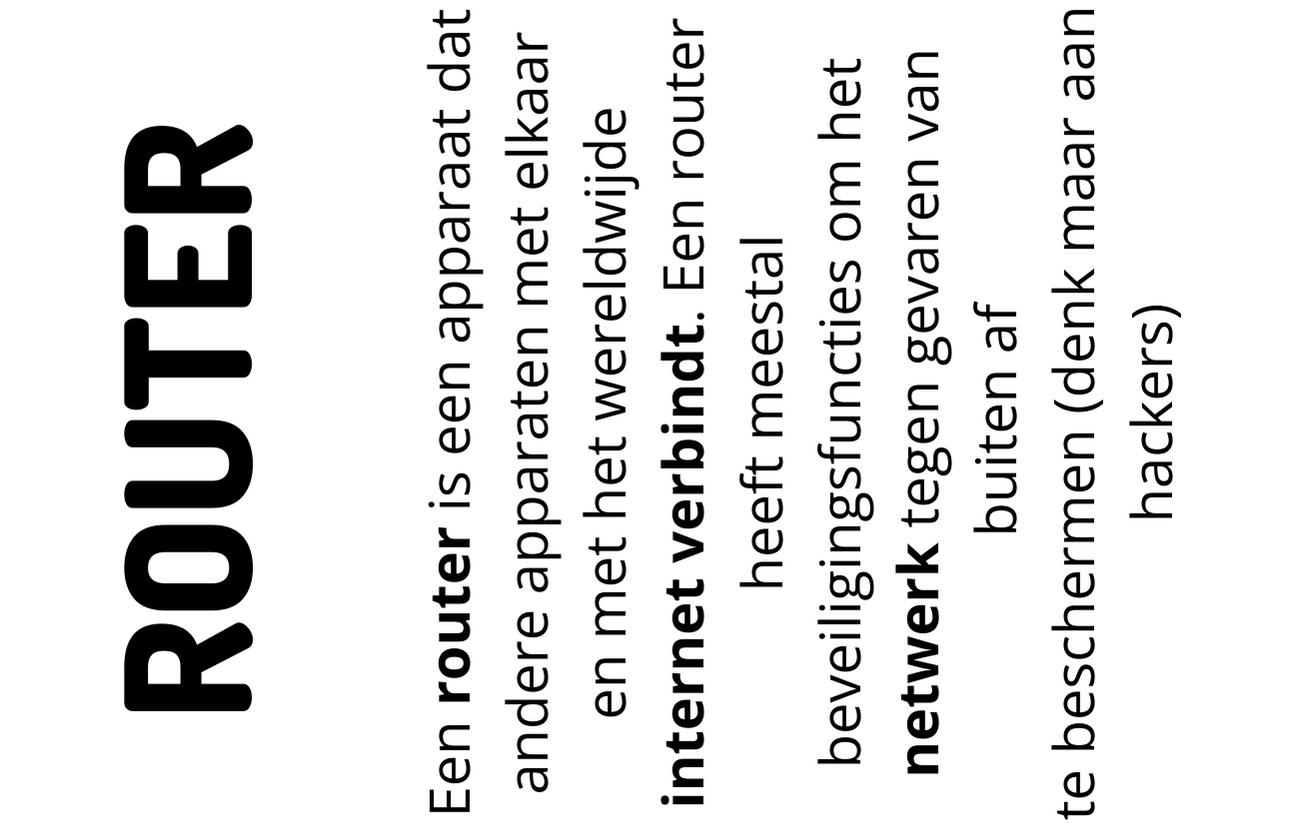 ROUTER
Een router is een apparaat dat
andere apparaten met elkaar
en met het wereldwijde
internet verbindt. Een router
heeft meestal
beveiligingsfuncties om het
netwerk tegen gevaren van
buiten af
te beschermen (denk maar aan
hackers)